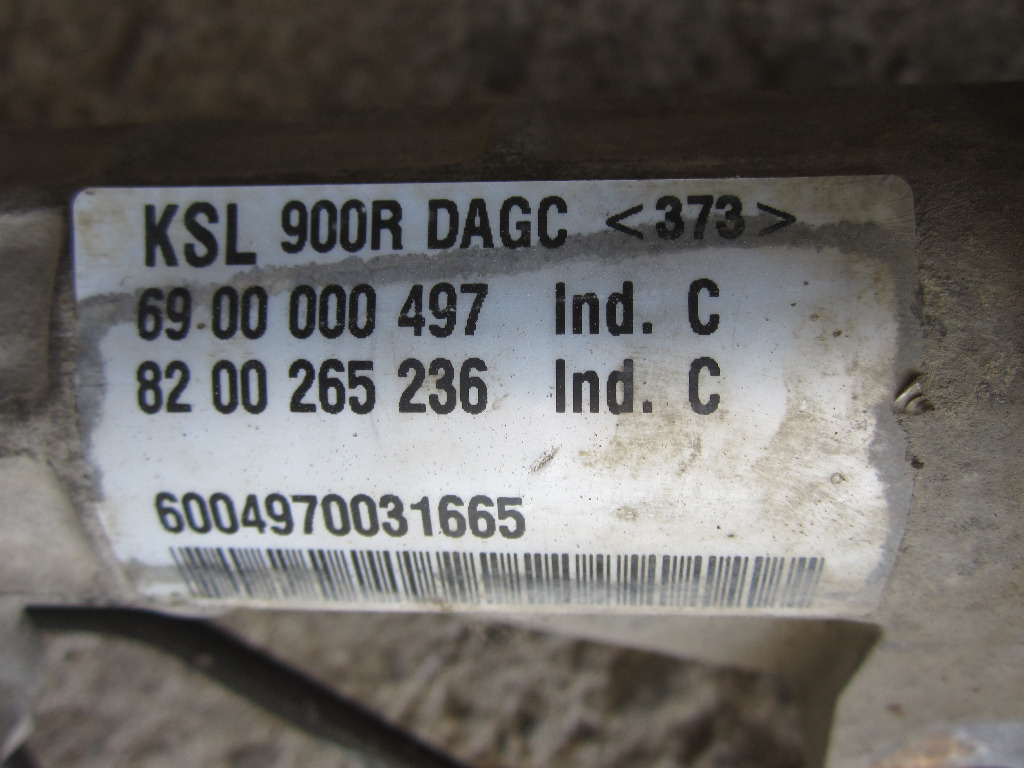 KSL 900R DAGC <373>
69 00 000 497 Ind. C
82 00 265 236 Ind. C
6004970031665